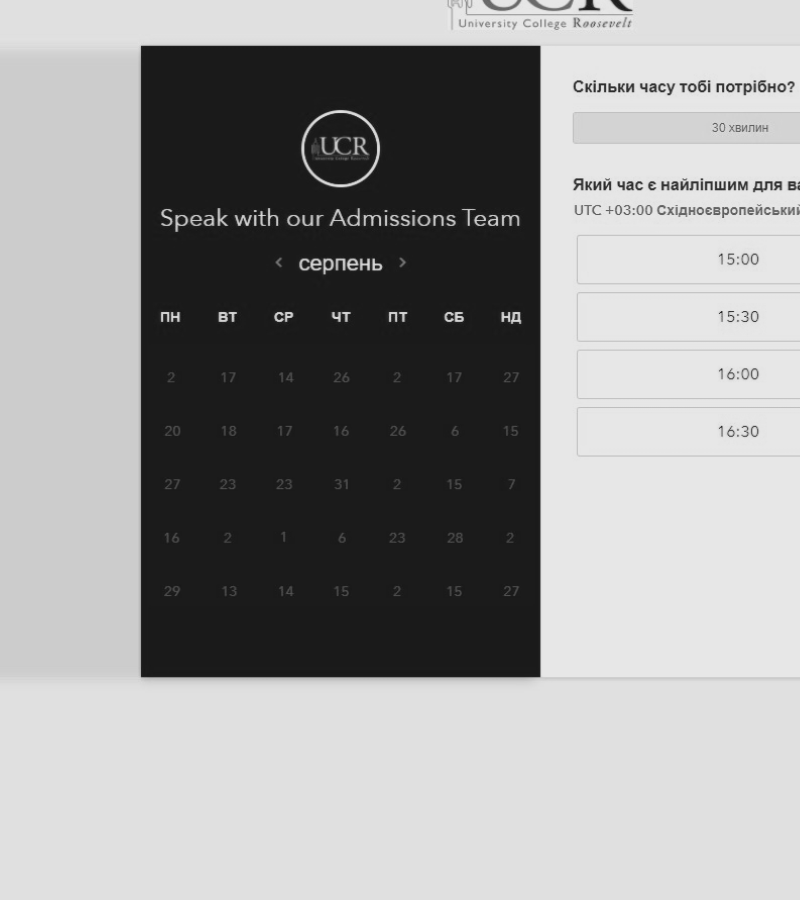 UCR
University College Roosevelt
UCR
Speak with our Admissions Team
< серпень >
ПН ВТ СР ЧТ ПТ СБ НД
2 17 14 26 2 17 27
20 18 17 16 26 6 15
27 23 23 31 2 15 7
16 2 1 6 23 28 2
29 13 14 15 2 15 27
Скільки часу тобі потрібно?
30 хвилин
Який час є найліпшим для ва
UTC +03:00 Східноєвропейський
15:00
15:30
16:00
16:30